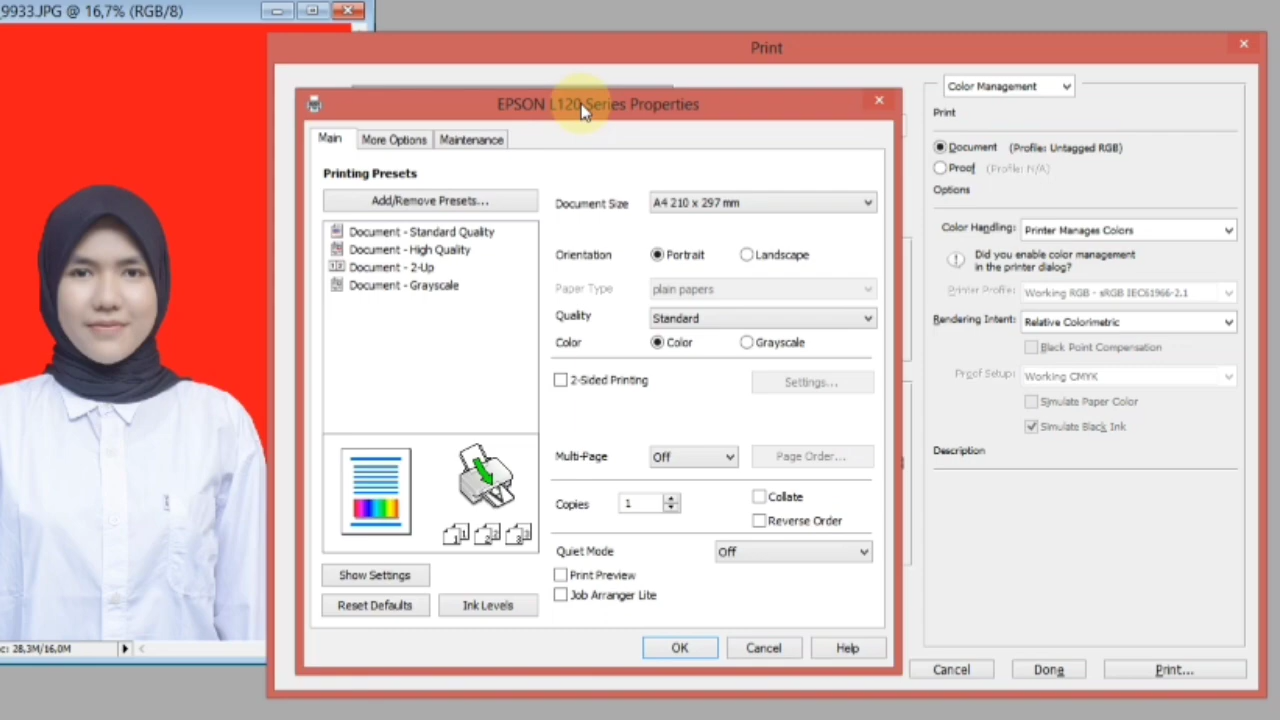 _9933.JPG @ 16,7% (RGB/8)
Print
EPSON L120 Series Properties
Main
More Options
Maintenance
Printing Presets
Add/Remove Presets...
Document - Standard Quality
Document - High Quality
Document - 2-Up
Document - Grayscale
Show Settings
Reset Defaults
Ink Levels
Document Size
A4 210 x 297 mm
Orientation
Portrait
Landscape
Paper Type
plain papers
Quality
Standard
Color
Color
Grayscale
2-Sided Printing
Settings...
Multi-Page
Off
Page Order...
Copies
1
Collate
Reverse Order
Quiet Mode
Off
Print Preview
Job Arranger Lite
OK
Cancel
Help
Color Management
Print
Document (Profile: Untagged RGB)
Proof (Profile: N/A)
Options
Color Handling:
Printer Manages Colors
Did you enable color management
in the printer dialog?
Printer Profile:
Working RGB - sRGB IEC61966-2.1
Rendering Intent:
Relative Colorimetric
Black Point Compensation
Proof Setup:
Working CMYK
Simulate Paper Color
Simulate Black Ink
Description
Cancel
Done
Print...
c: 28,3M/16,0M